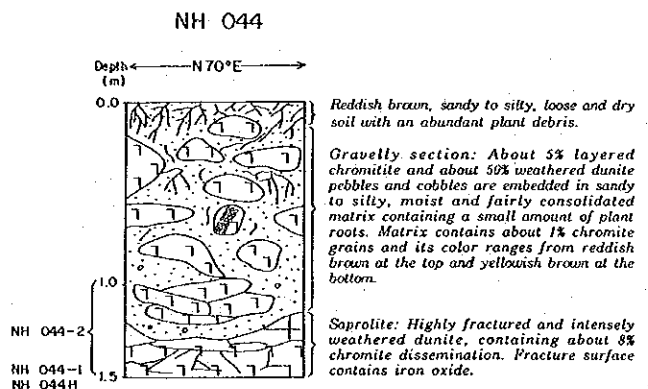 NH 044
Depth
(m)
N70°E
0.0
Reddish brown, sandy to silty, loose and dry
soil with an abundant plant debris.
Gravelly section: About 5% layered
chromitite and about 50% weathered dunite
pebbles and cobbles are embedded in sandy
to silty, moist and fairly consolidated
matrix containing a small amount of plant
roots. Matrix contains about 1% chromite
grains and its color ranges from reddish
brown at the top and yellowish brown at the
bottom.
1.0
NH 044-2
Saprolite: Highly fractured and intensely
weathered dunite, containing about 8%
chromite dissemination. Fracture surface
contains iron oxide.
NH 044-1
1.5
NH 044H